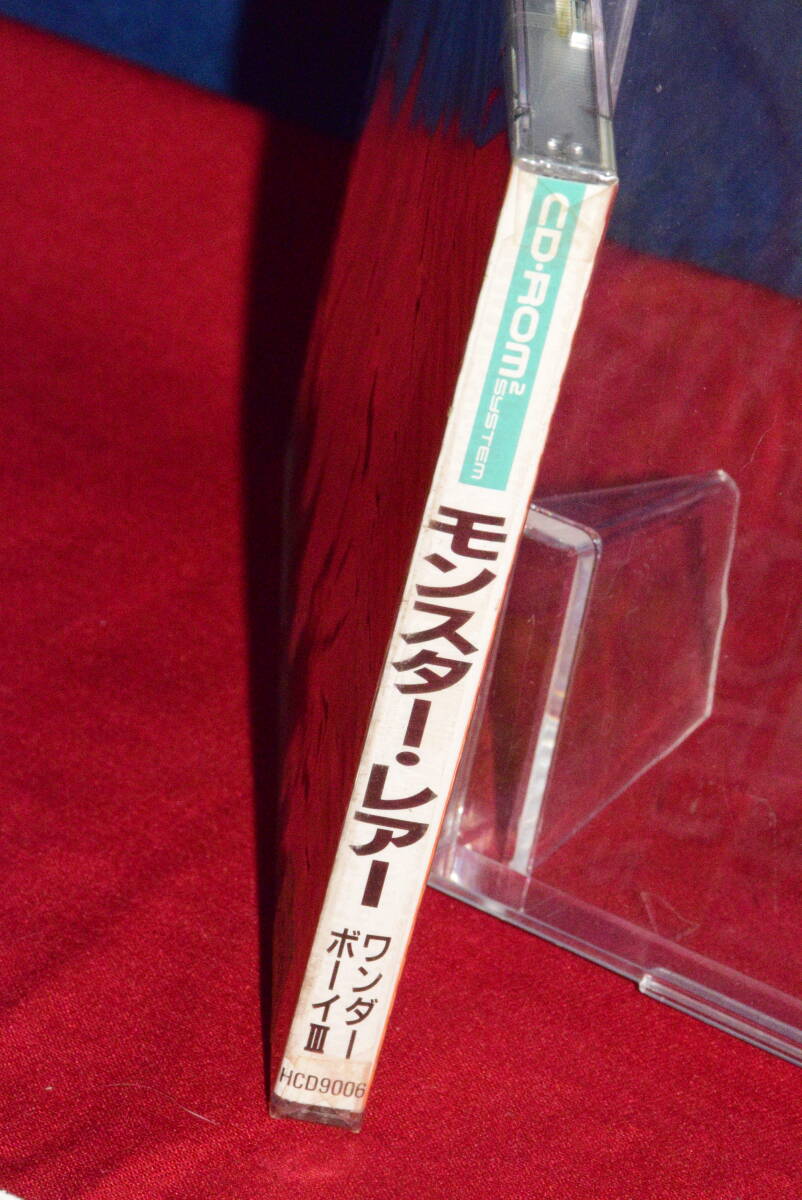 CD・ROM² SYSTEM
モンスター・レアー
ワンダー
ボーイIII
HCD9006